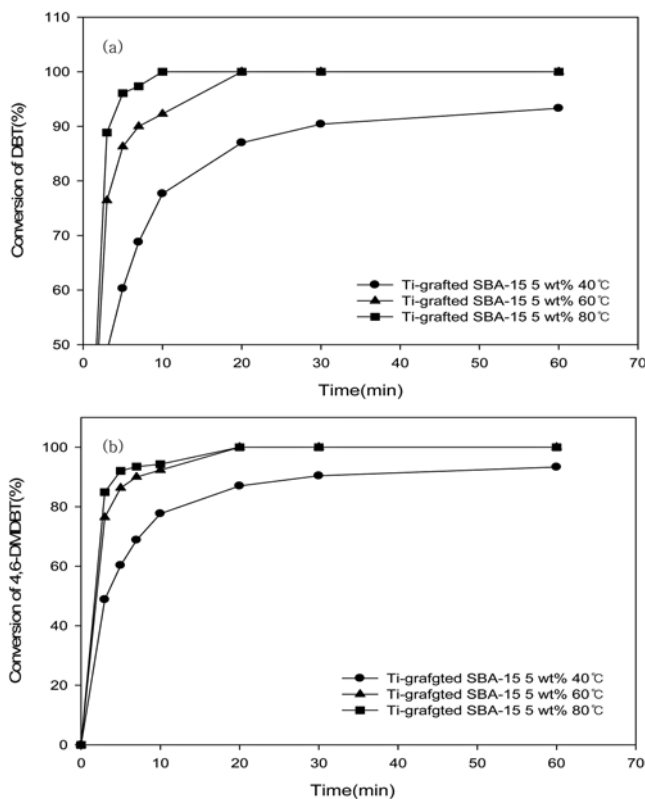 110
(a)
100
90
80
70
60
50
Conversion of DBT(%)
Ti-grafted SBA-15 5 wt% 40℃
Ti-grafted SBA-15 5 wt% 60℃
Ti-grafted SBA-15 5 wt% 80℃
0 10 20 30 40 50 60 70
Time(min)
(b)
100
80
60
40
20
0
Conversion of 4,6-DMDBT(%)
Ti-grafgted SBA-15 5 wt% 40℃
Ti-grafgted SBA-15 5 wt% 60℃
Ti-grafgted SBA-15 5 wt% 80℃
0 10 20 30 40 50 60 70
Time(min)